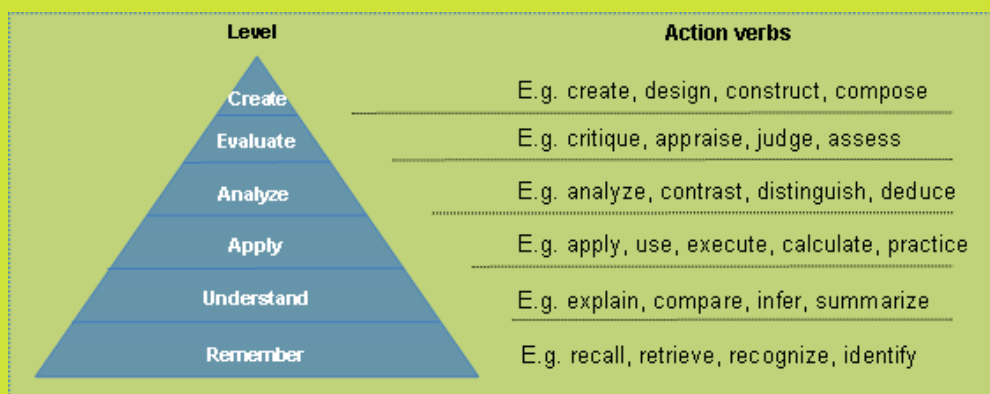 Level Action verbs
Create E.g. create, design, construct, compose
Evaluate E.g. critique, appraise, judge, assess
Analyze E.g. analyze, contrast, distinguish, deduce
Apply E.g. apply, use, execute, calculate, practice
Understand E.g. explain, compare, infer, summarize
Remember E.g. recall, retrieve, recognize, identify